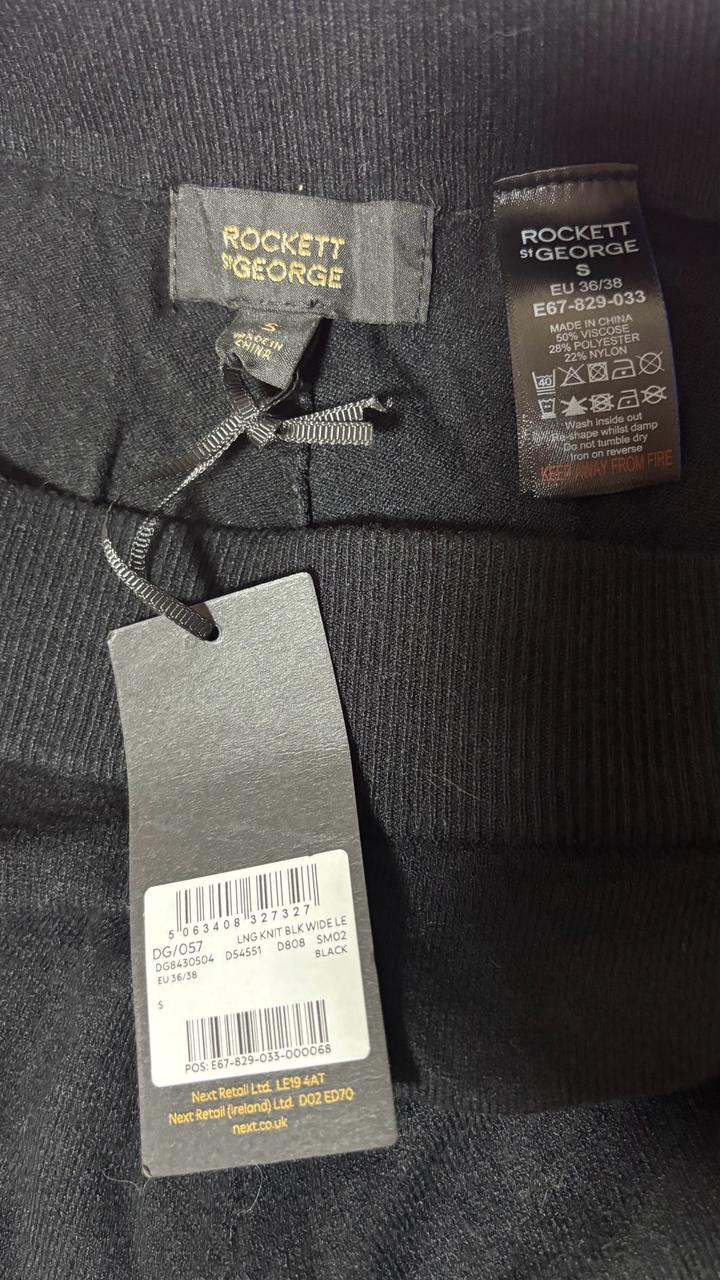 ROCKETT
St GEORGE
S
MADE IN
CHINA
ROCKETT
St GEORGE
S
EU 36/38
E67-829-033
MADE IN CHINA
50% VISCOSE
28% POLYESTER
22% NYLON
40
Wash inside out
Re-shape whilst damp
Do not tumble dry
Iron on reverse
KEEP AWAY FROM FIRE
5 063408 327327
DG/057 LNG KNIT BLK WIDE LE
DG8430504 D54551 D808 SM02
EU 36/38 BLACK
S
POS: E67-829-033-000068
Next Retail Ltd. LE19 4AT
Next Retail (Ireland) Ltd. D02 ED70
next.co.uk